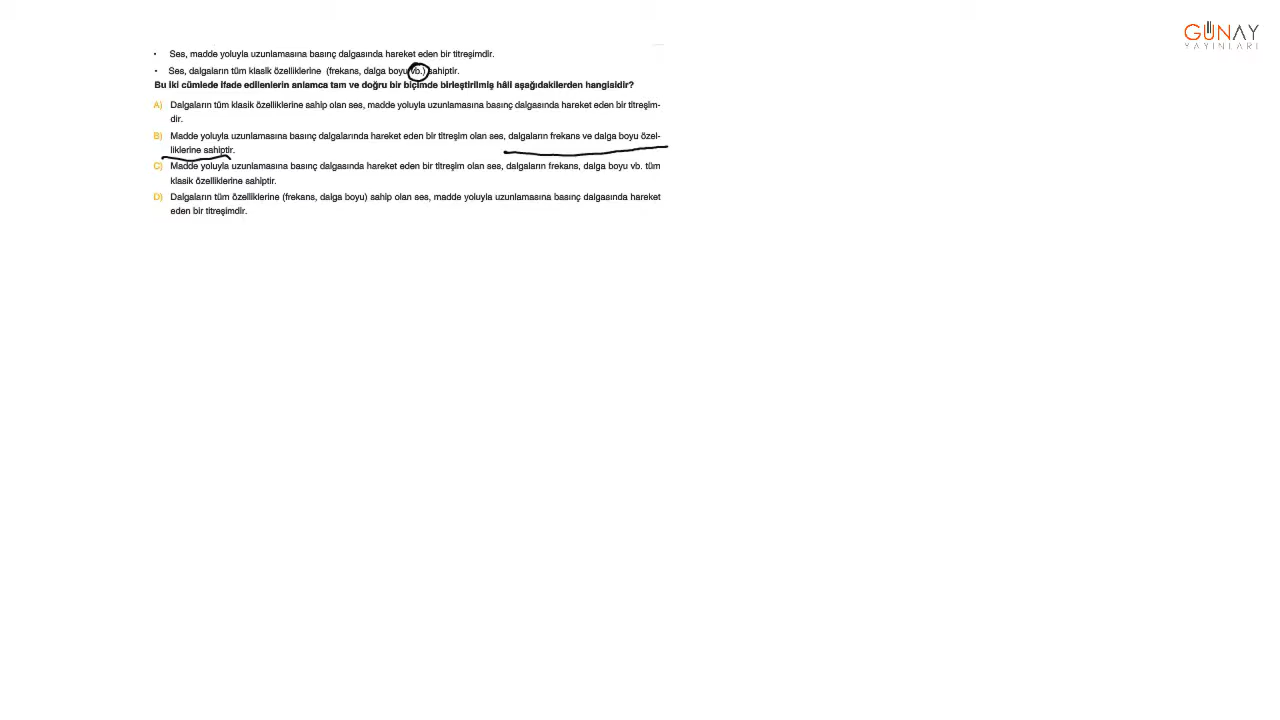 GÜNAY
YAYINLARI
• Ses, madde yoluyla uzunlamasına basınç dalgasında hareket eden bir titreşimdir.
• Ses, dalgaların tüm klasik özelliklerine (frekans, dalga boyu vb.) sahiptir.
Bu iki cümlede ifade edilenlerin anlamca tam ve doğru bir biçimde birleştirilmiş hâli aşağıdakilerden hangisidir?
A) Dalgaların tüm klasik özelliklerine sahip olan ses, madde yoluyla uzunlamasına basınç dalgasında hareket eden bir titreşim-
dir.
B) Madde yoluyla uzunlamasına basınç dalgalarında hareket eden bir titreşim olan ses, dalgaların frekans ve dalga boyu özel-
liklerine sahiptir.
C) Madde yoluyla uzunlamasına basınç dalgasında hareket eden bir titreşim olan ses, dalgaların frekans, dalga boyu vb. tüm
klasik özelliklerine sahiptir.
D) Dalgaların tüm özelliklerine (frekans, dalga boyu) sahip olan ses, madde yoluyla uzunlamasına basınç dalgasında hareket
eden bir titreşimdir.